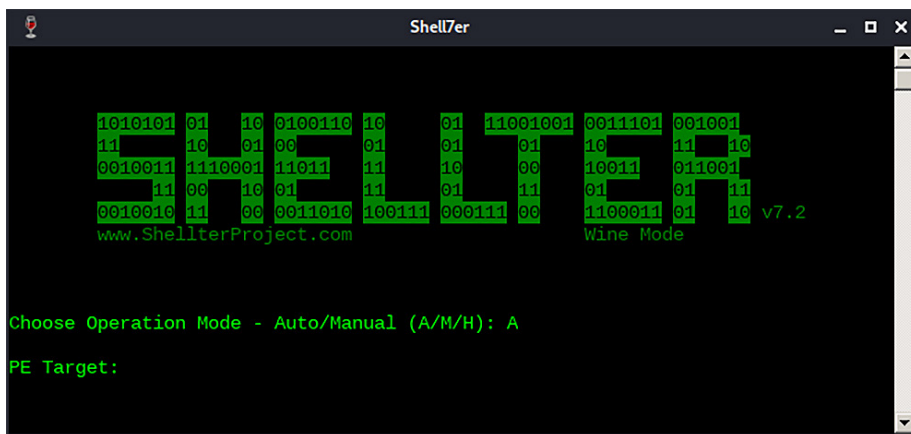 Shell7er
SHELLTER
1010101 01 10 0100110 10 01 11001001 0011101 001001
11 10 01 00 01 01 01 10 11 10
0010011 1110001 11011 11 10 00 10011 011001
11 00 10 01 11 01 11 01 01 11
0010010 11 00 0011010 100111 000111 00 1100011 01 10 v7.2
www.ShellterProject.com Wine Mode
Choose Operation Mode - Auto/Manual (A/M/H): A
PE Target: